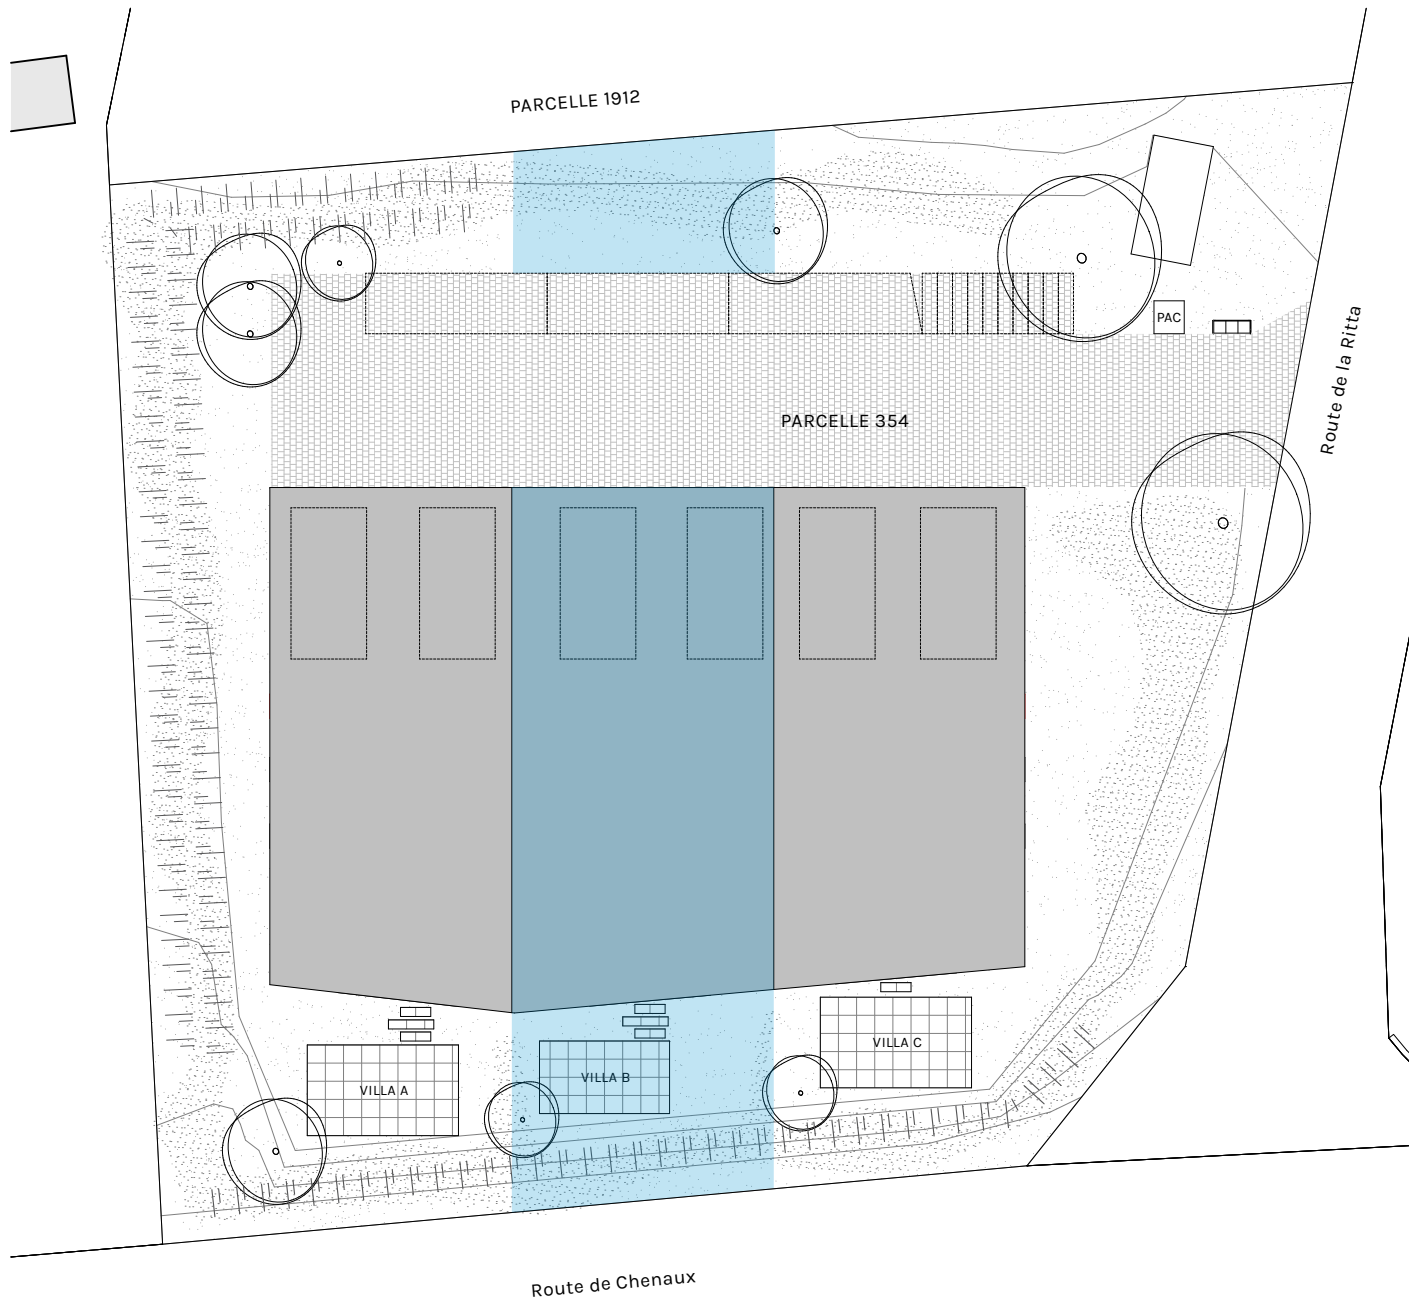 PARCELLE 1912
PAC
Route de la Ritta
PARCELLE 354
VILLA A
VILLA B
VILLA C
Route de Chenaux